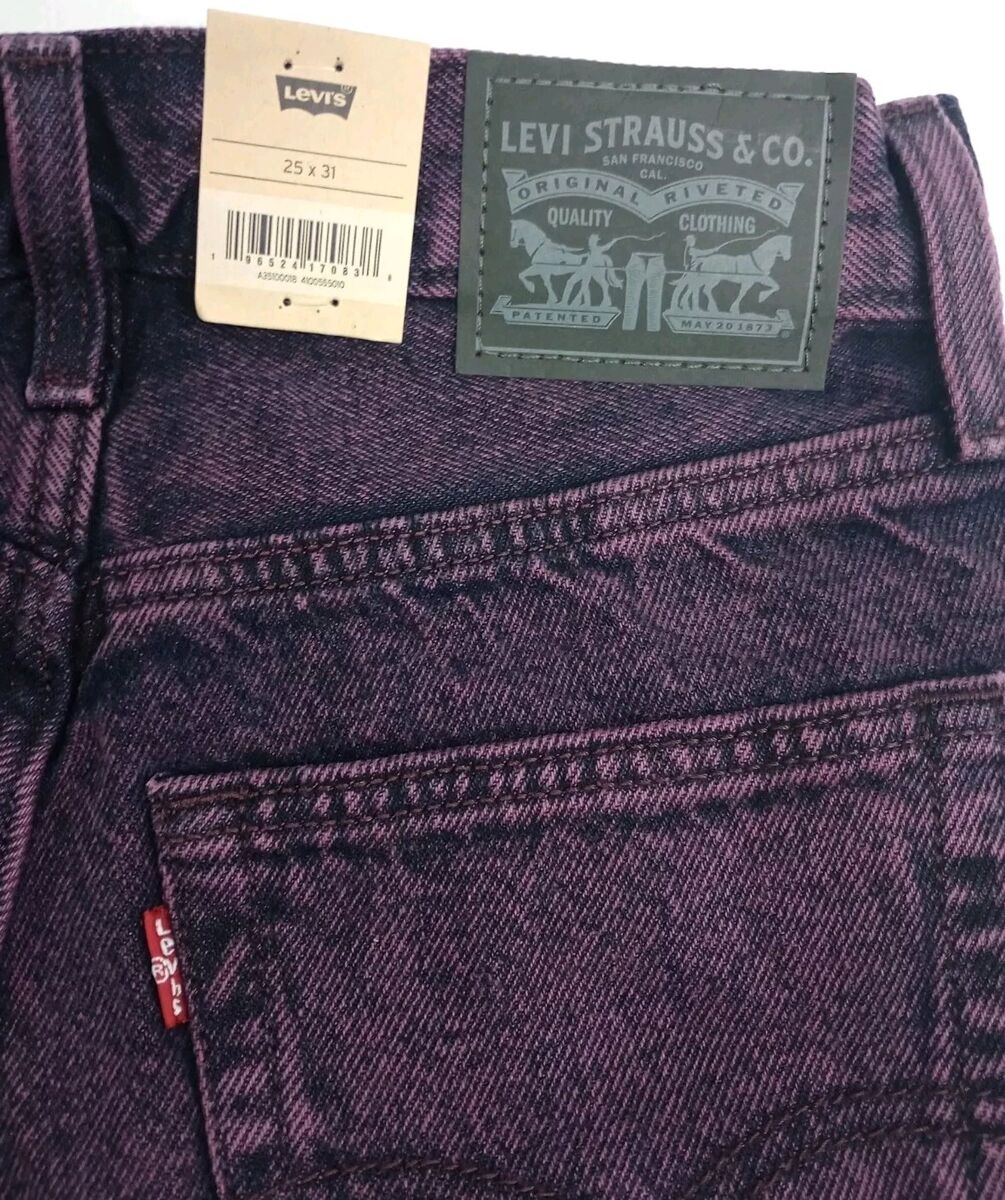 LEVI'S
25 x 31
1 96524 17083 8
A35100018 4100555010
LEVI STRAUSS & CO.
SAN FRANCISCO
CAL.
ORIGINAL RIVETED
QUALITY CLOTHING
PATENTED MAY 20 1873
Levi's